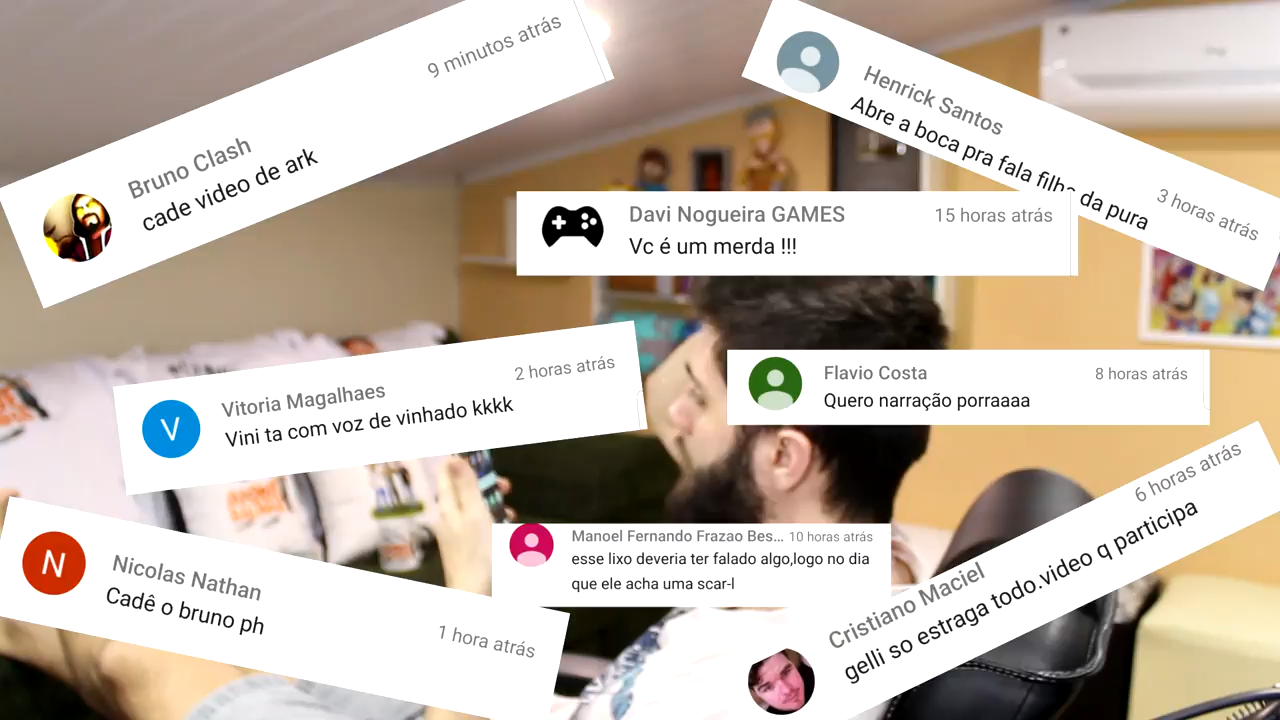 9 minutos atrás
Bruno Clash
cade video de ark
Henrick Santos
Abre a boca pra fala filho da pura
3 horas atrás
Davi Nogueira GAMES
15 horas atrás
Vc é um merda !!!
2 horas atrás
Vitoria Magalhaes
V
Vini ta com voz de vinhado kkkk
Flavio Costa
8 horas atrás
Quero narração porraaaa
6 horas atrás
Cristiano Maciel
gelli so estraga todo.video q participa
Manoel Fernando Frazao Bes... 10 horas atrás
esse lixo deveria ter falado algo,logo no dia
que ele acha uma scar-l
N
Nicolas Nathan
Cadê o bruno ph
1 hora atrás